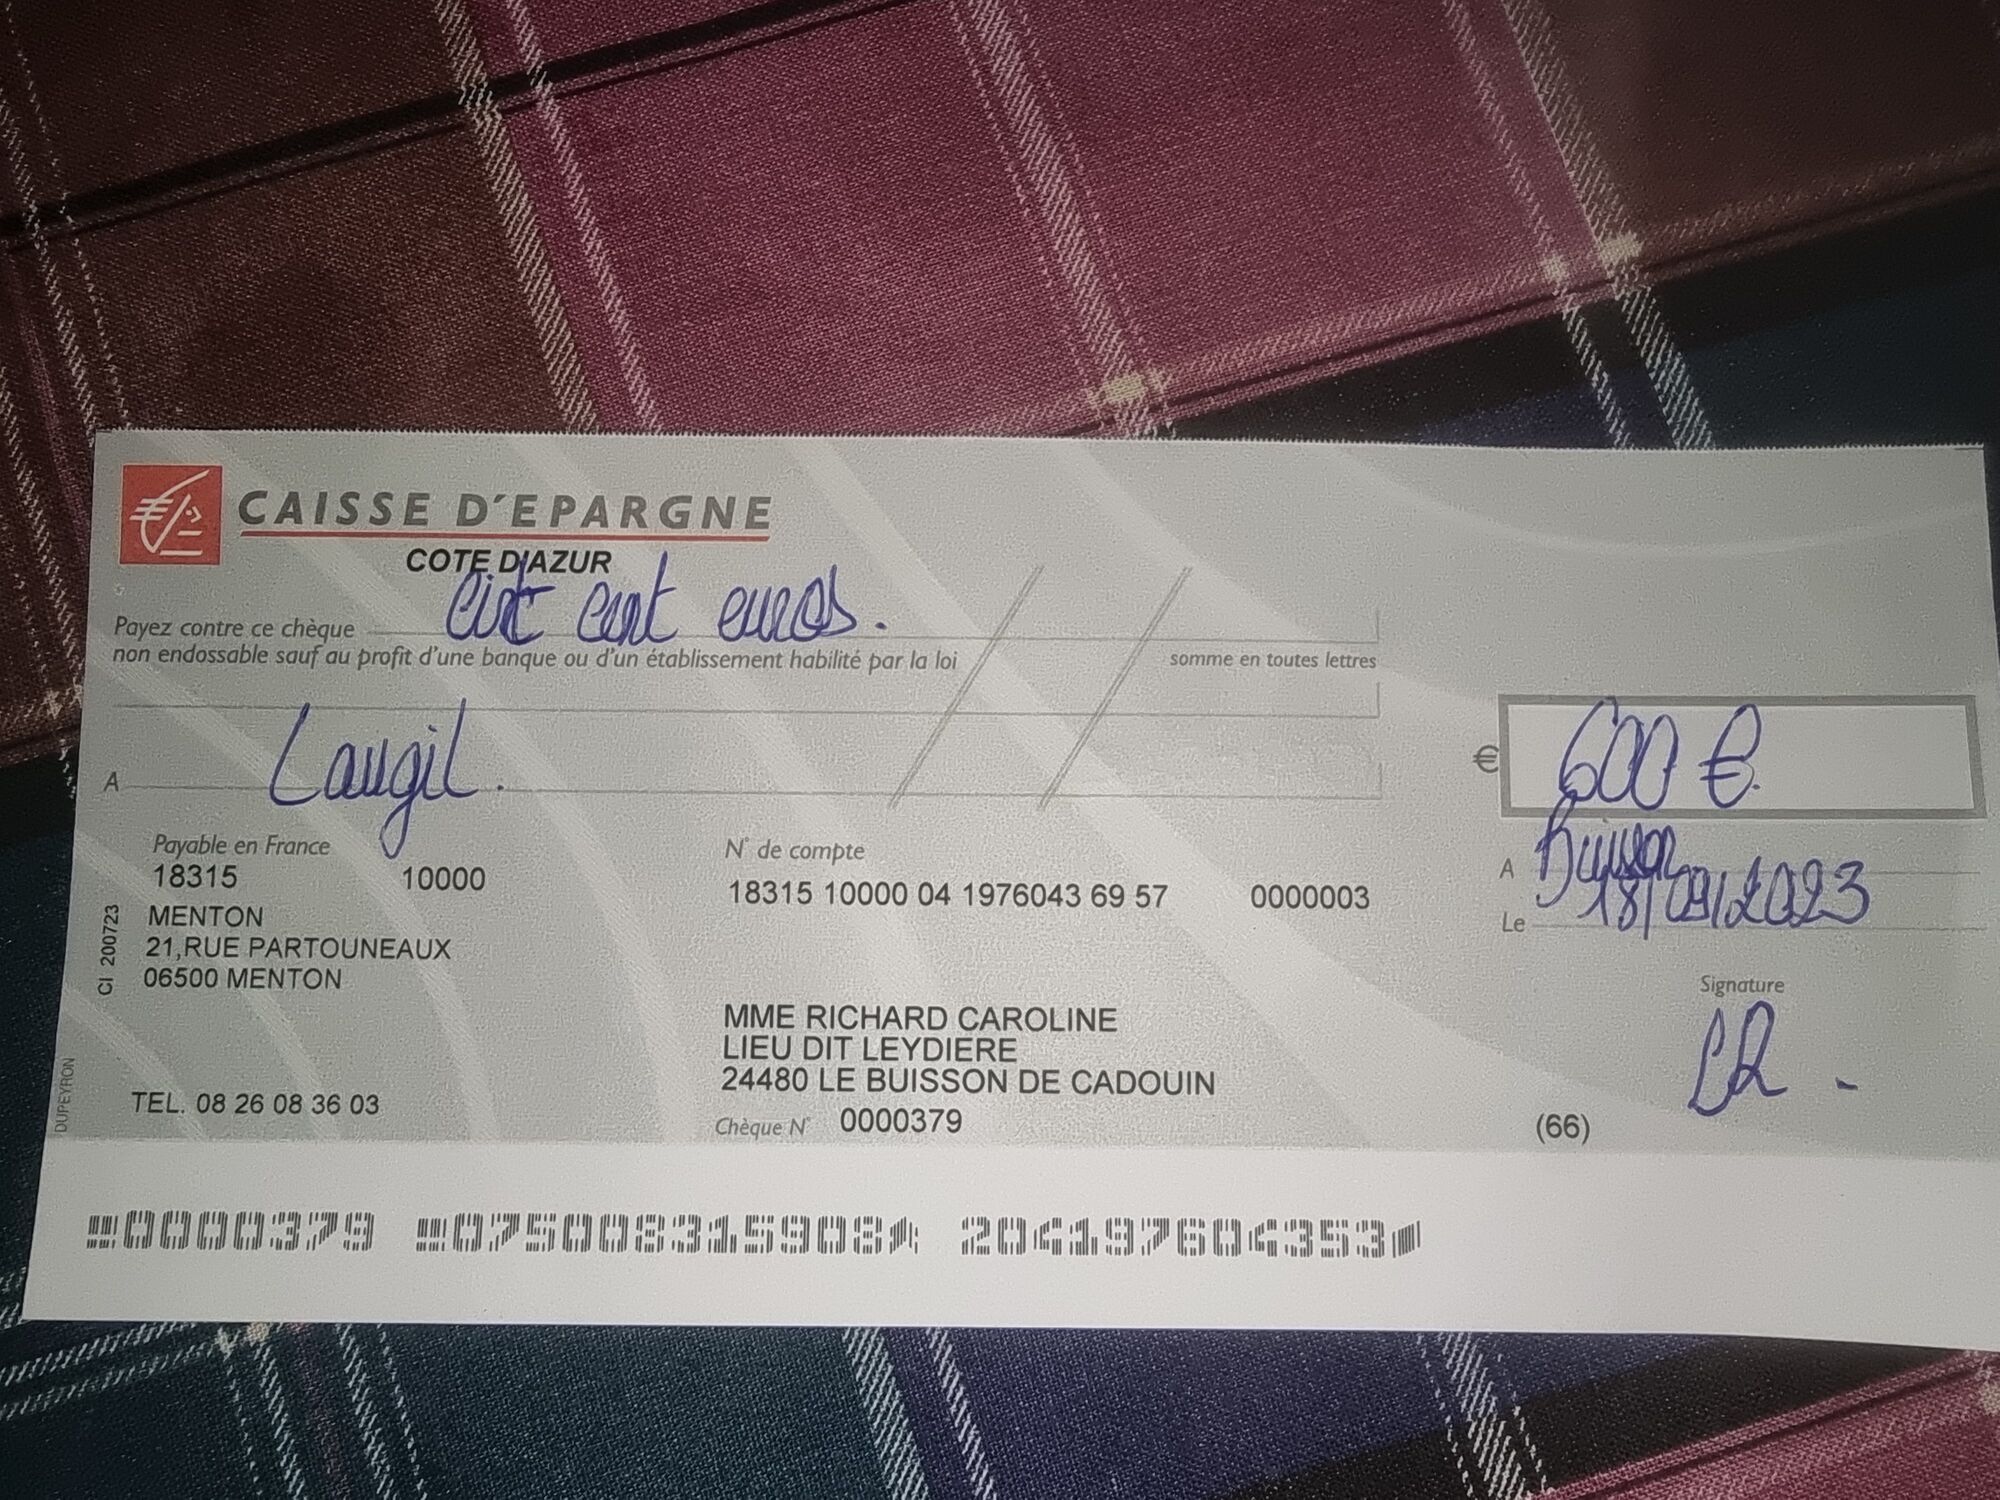 CAISSE D'EPARGNE
COTE D'AZUR
Payez contre ce chèque cent euros.
non endossable sauf au profit d'une banque ou d'un établissement habilité par la loi
somme en toutes lettres
A Laugil.
€ 600 €.
Payable en France
18315 10000
MENTON
21,RUE PARTOUNEAUX
06500 MENTON
CI 200723
DUPEYRON
TEL. 08 26 08 36 03
N° de compte
18315 10000 04 1976043 69 57 0000003
MME RICHARD CAROLINE
LIEU DIT LEYDIERE
24480 LE BUISSON DE CADOUIN
Chèque N° 0000379
A Buisson
Le 18/09/2023
Signature
CR
(66)
0000379 075008315908 204197604353